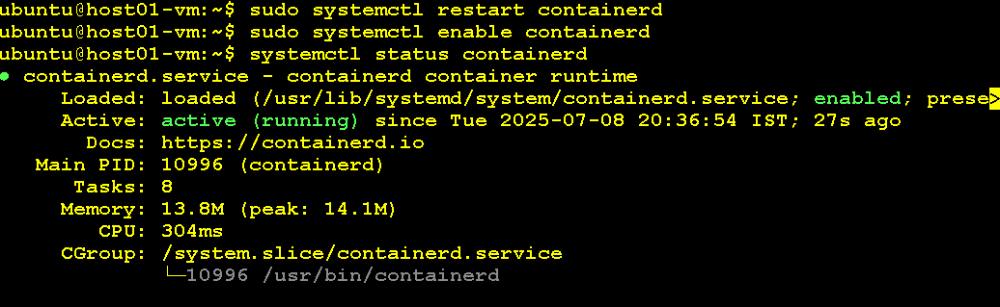 ubuntu@host01-vm:~$ sudo systemctl restart containerd
ubuntu@host01-vm:~$ sudo systemctl enable containerd
ubuntu@host01-vm:~$ systemctl status containerd
● containerd.service - containerd container runtime
     Loaded: loaded (/usr/lib/systemd/system/containerd.service; enabled; prese>
     Active: active (running) since Tue 2025-07-08 20:36:54 IST; 27s ago
       Docs: https://containerd.io
   Main PID: 10996 (containerd)
      Tasks: 8
     Memory: 13.8M (peak: 14.1M)
        CPU: 304ms
     CGroup: /system.slice/containerd.service
             └─10996 /usr/bin/containerd